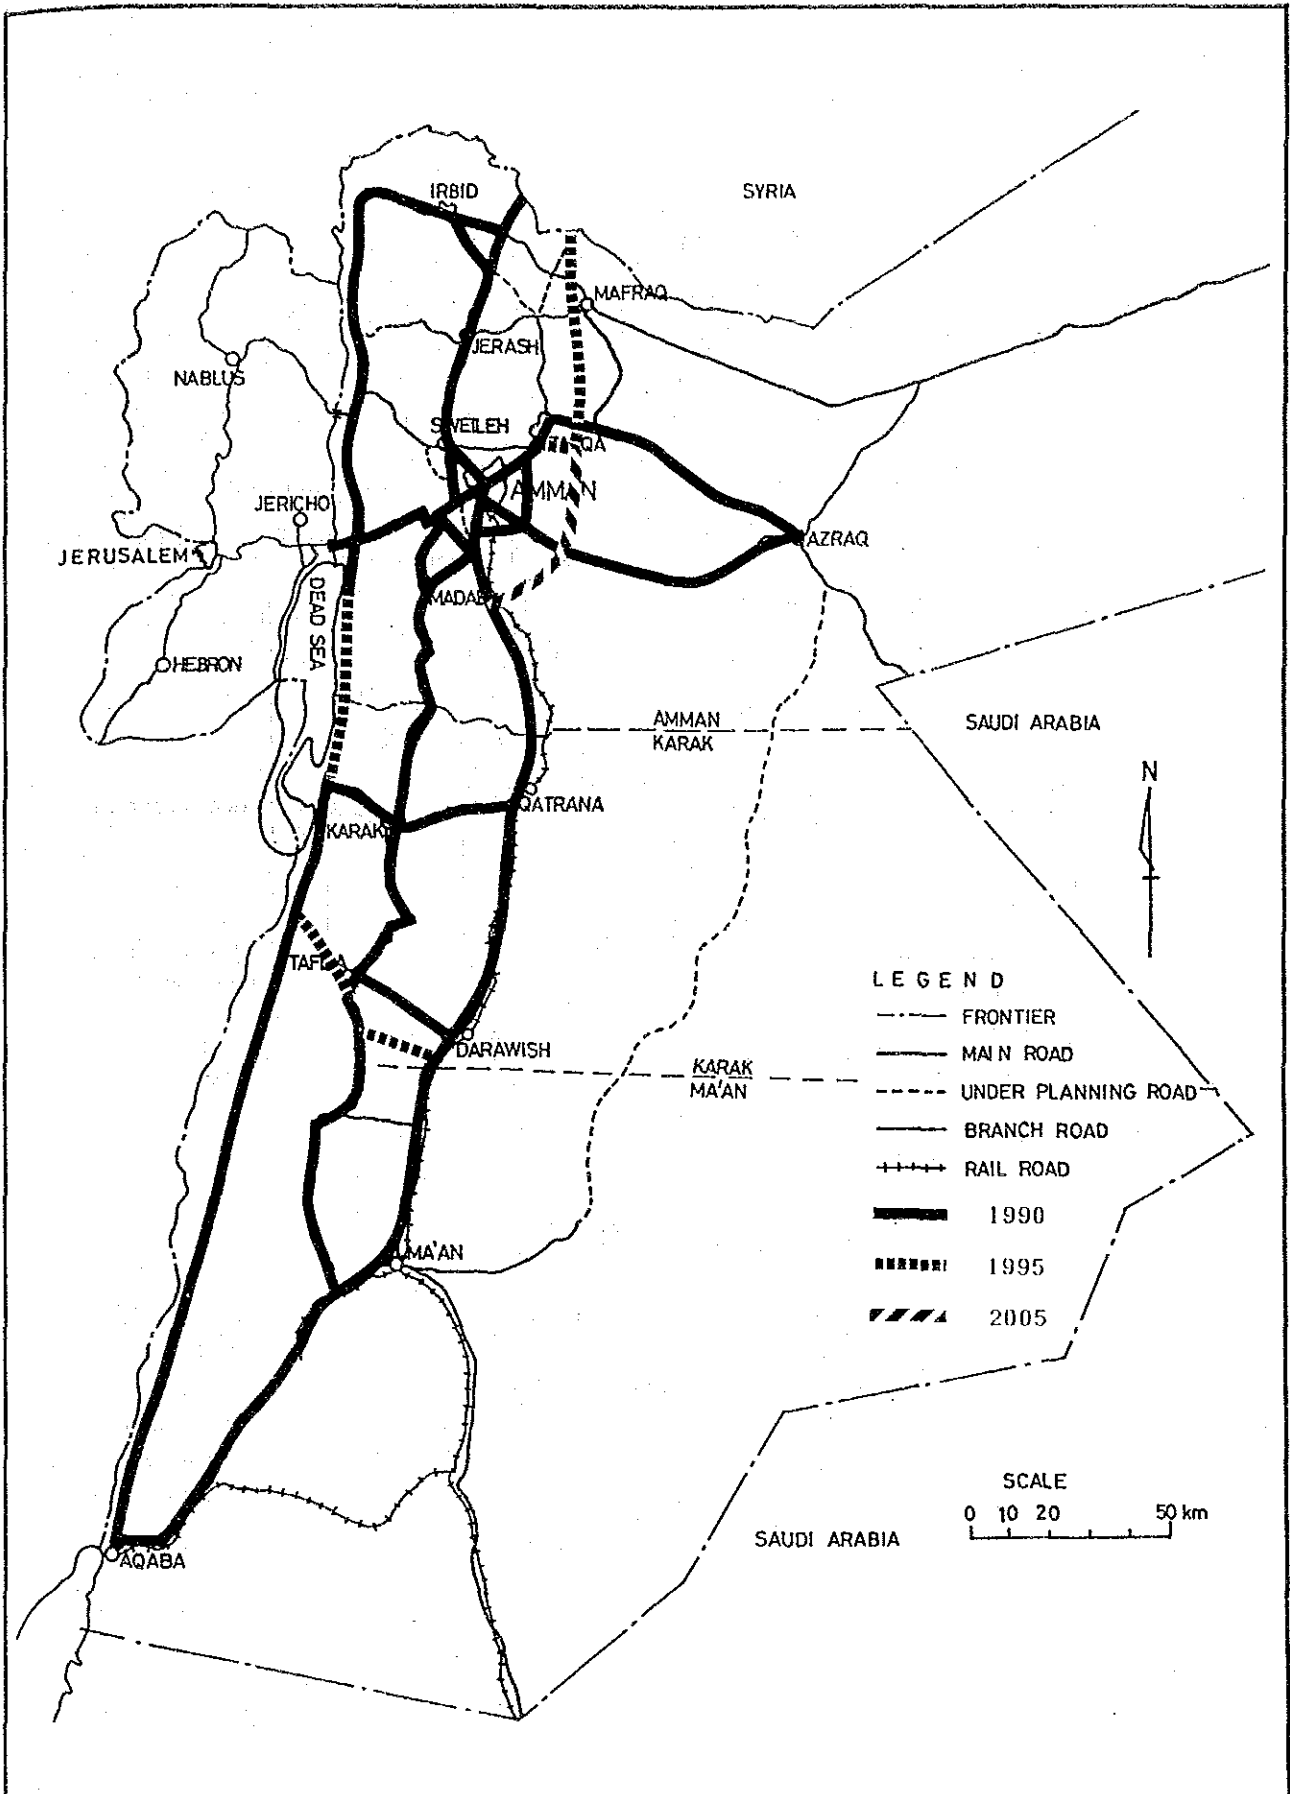 IRBID
SYRIA
MAFRAQ
JERASH
NABLUS
SWEILEH
AMMAN
JERICHO
JERUSALEM
AZRAQ
DEAD SEA
HEBRON
AMMAN
KARAK
SAUDI ARABIA
N
QATRANA
KARAK
LEGEND
FRONTIER
DARAWISH
MAIN ROAD
KARAK
MA'AN
UNDER PLANNING ROAD
BRANCH ROAD
RAIL ROAD
1990
MA'AN
1995
2005
SCALE
0 10 20 50 km
SAUDI ARABIA
AQABA